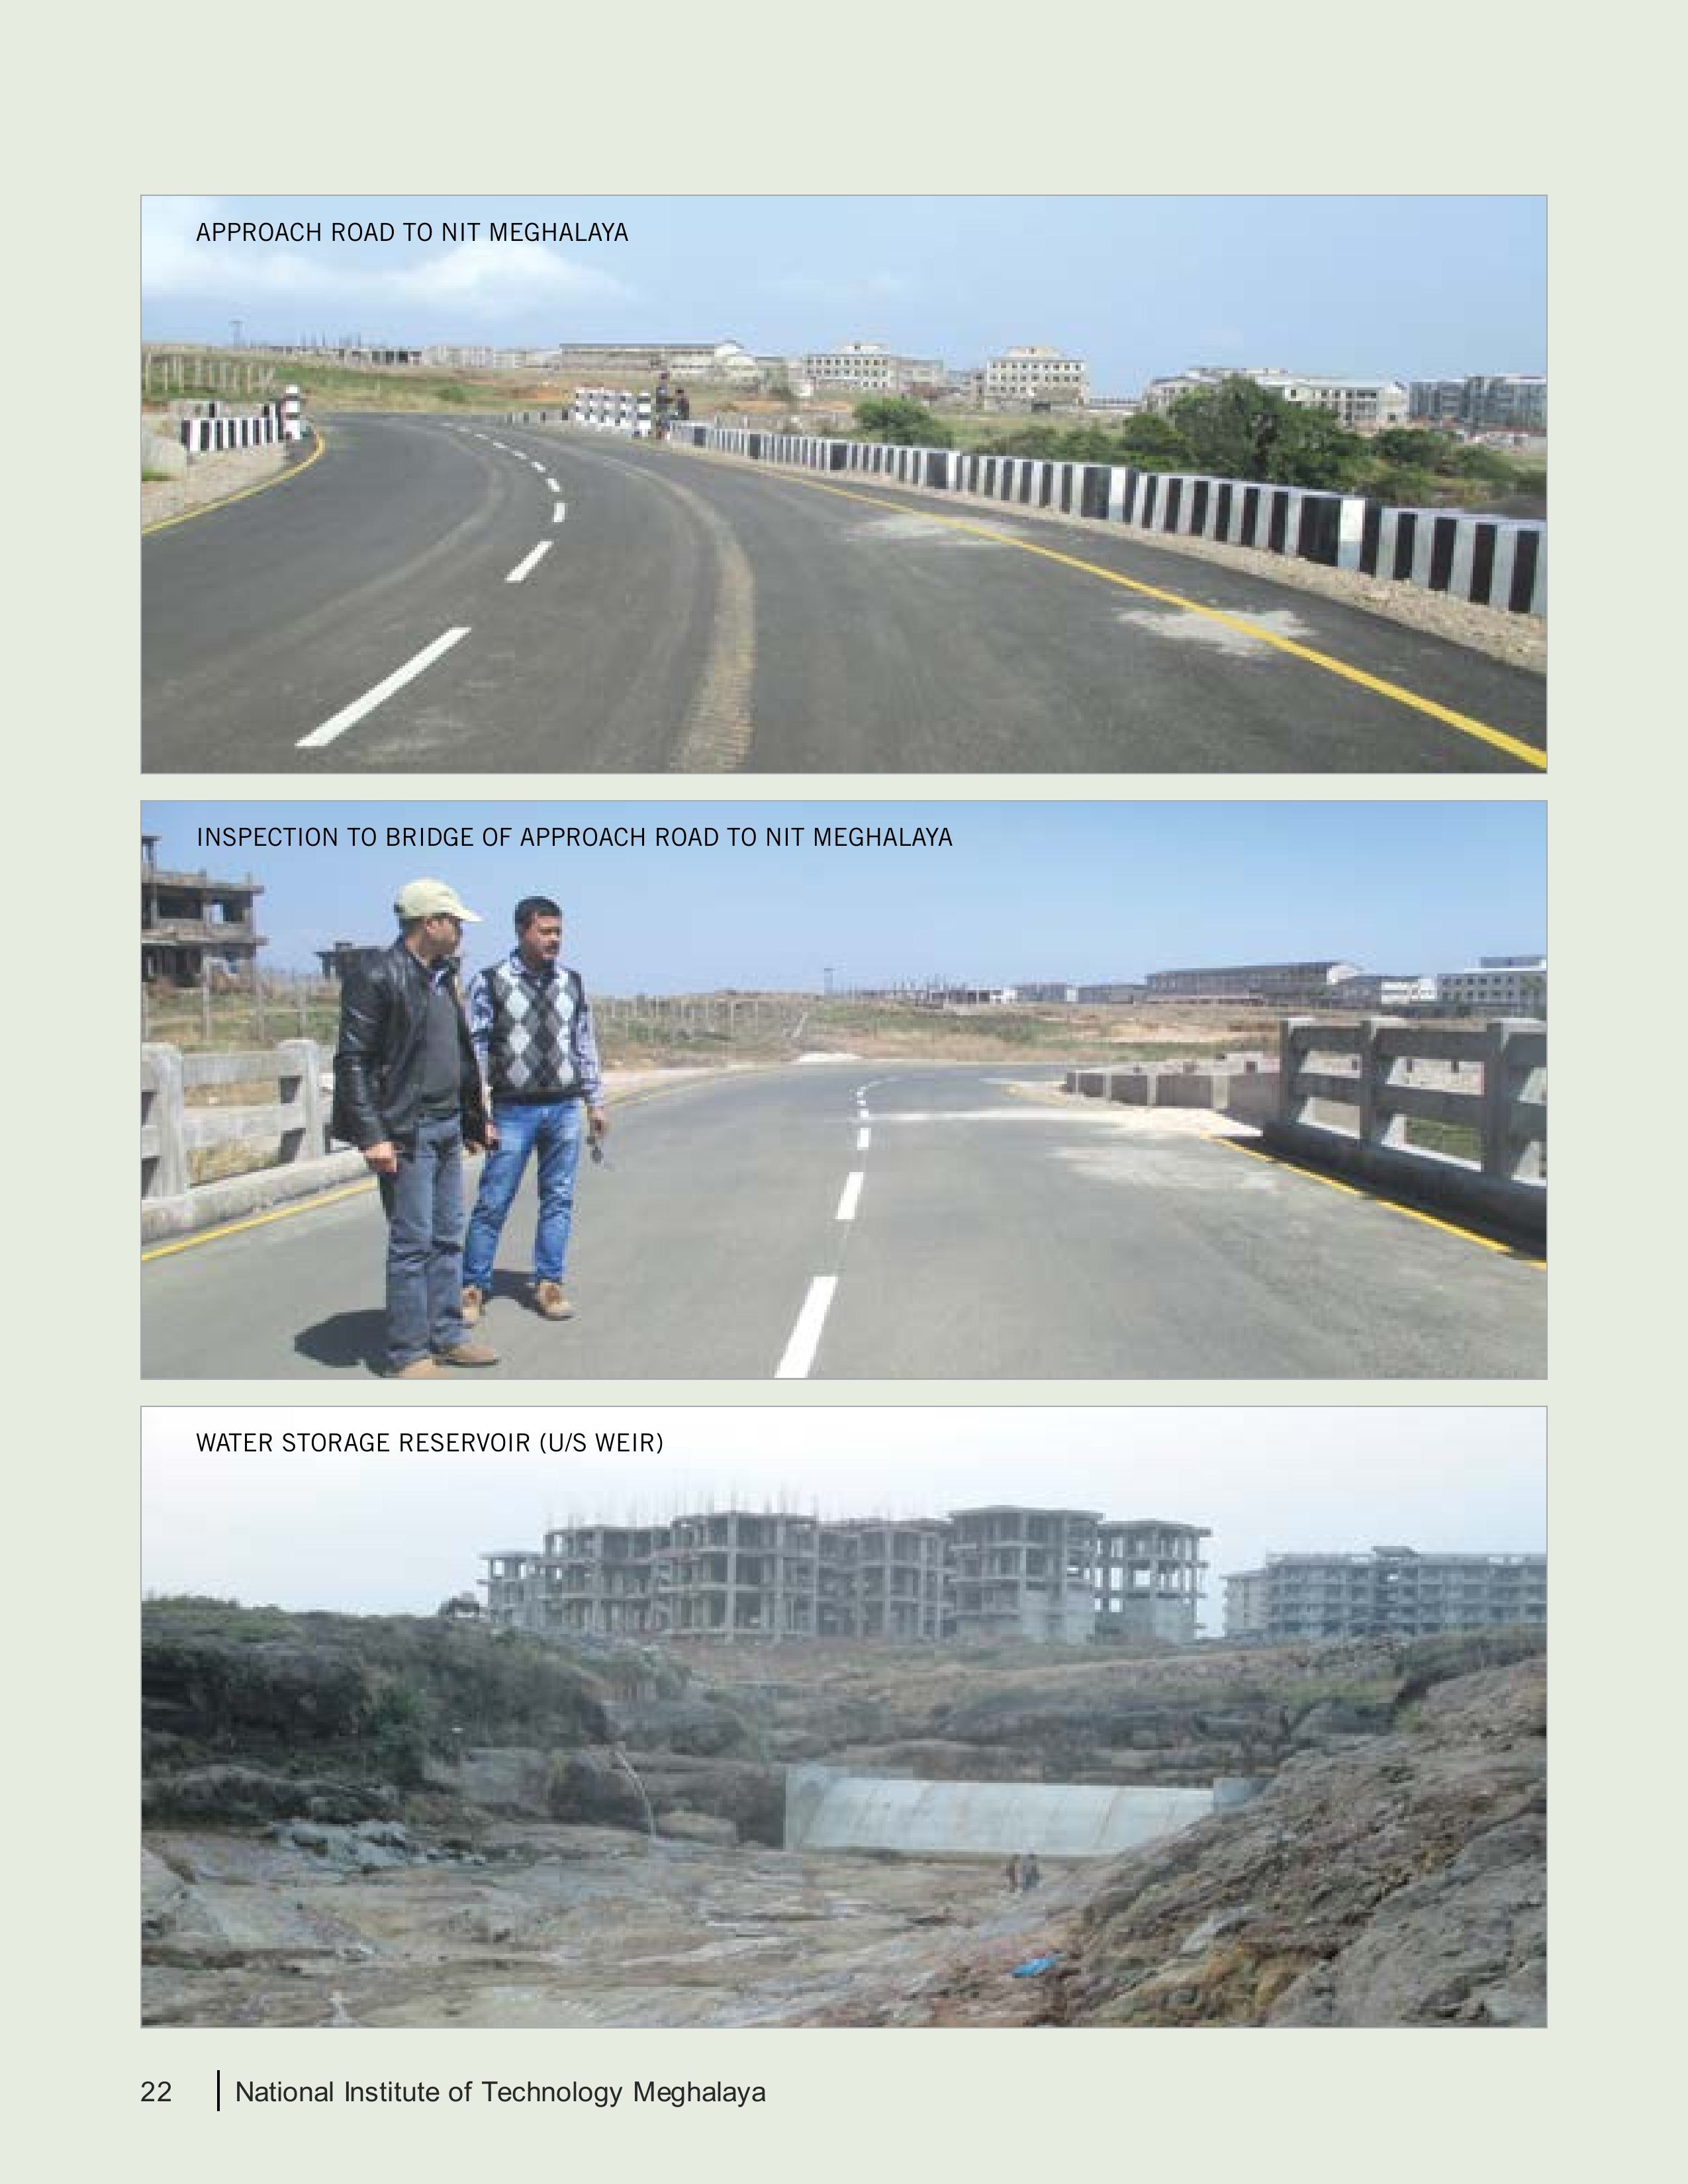 APPROACH ROAD TO NIT MEGHALAYA
INSPECTION TO BRIDGE OF APPROACH ROAD TO NIT MEGHALAYA
WATER STORAGE RESERVOIR (U/S WEIR)
22
National Institute of Technology Meghalaya